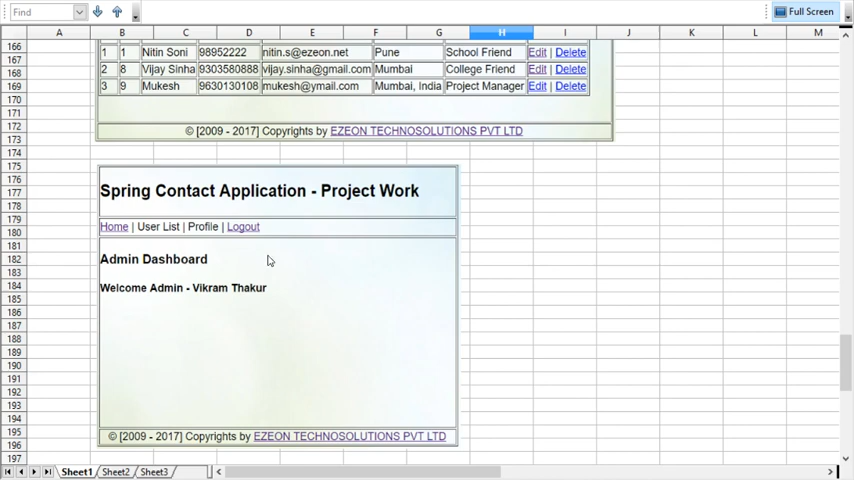 Find
Full Screen
A B C D E F G H I J K L M
166
167 1 1 Nitin Soni 98952222 nitin.s@ezeon.net Pune School Friend Edit | Delete
168 2 8 Vijay Sinha 9303580888 vijay.sinha@gmail.com Mumbai College Friend Edit | Delete
169 3 9 Mukesh 9630130108 mukesh@ymail.com Mumbai, India Project Manager Edit | Delete
170
171
172
173 © [2009 - 2017] Copyrights by EZEON TECHNOSOLUTIONS PVT LTD
174
175
176
177 Spring Contact Application - Project Work
178
179
180 Home | User List | Profile | Logout
181
182 Admin Dashboard
183
184 Welcome Admin - Vikram Thakur
185
186
187
188
189
190
191
192
193
194
195 © [2009 - 2017] Copyrights by EZEON TECHNOSOLUTIONS PVT LTD
196
197
Sheet1 Sheet2 Sheet3